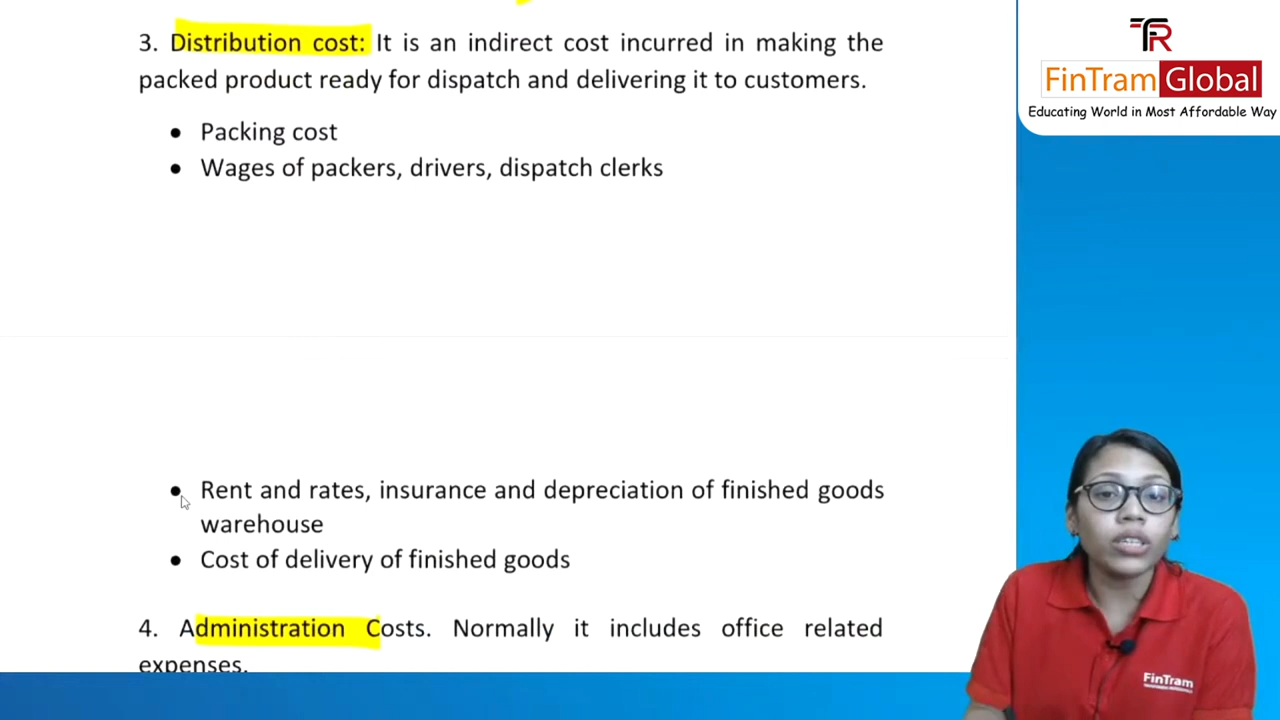 3. Distribution cost: It is an indirect cost incurred in making the
packed product ready for dispatch and delivering it to customers.
• Packing cost
• Wages of packers, drivers, dispatch clerks
• Rent and rates, insurance and depreciation of finished goods
warehouse
• Cost of delivery of finished goods
4. Administration Costs. Normally it includes office related
expenses.
TR
FinTram Global
Educating World in Most Affordable Way
FinTram